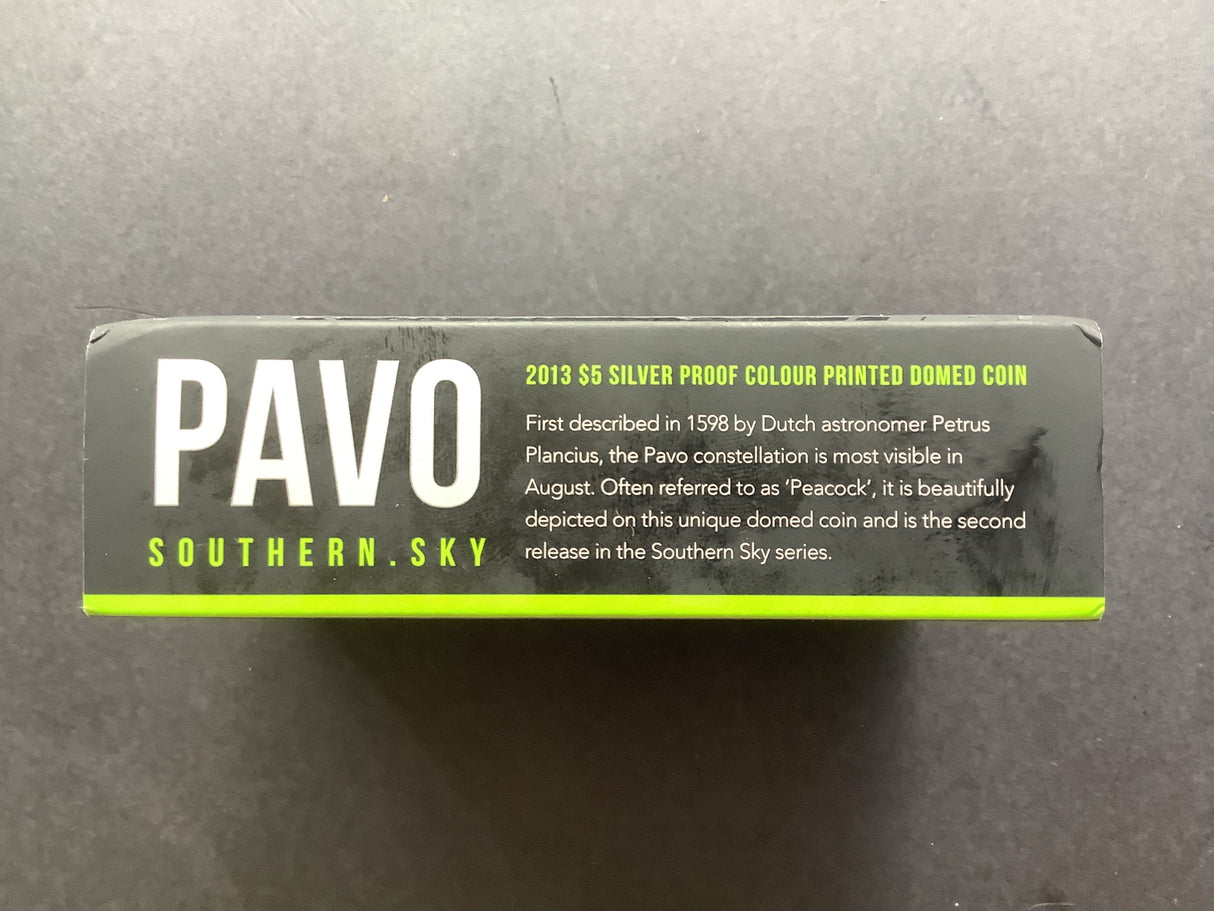 PAVO
SOUTHERN.SKY
2013 $5 SILVER PROOF COLOUR PRINTED DOMED COIN
First described in 1598 by Dutch astronomer Petrus
Plancius, the Pavo constellation is most visible in
August. Often referred to as ‘Peacock’, it is beautifully
depicted on this unique domed coin and is the second
release in the Southern Sky series.